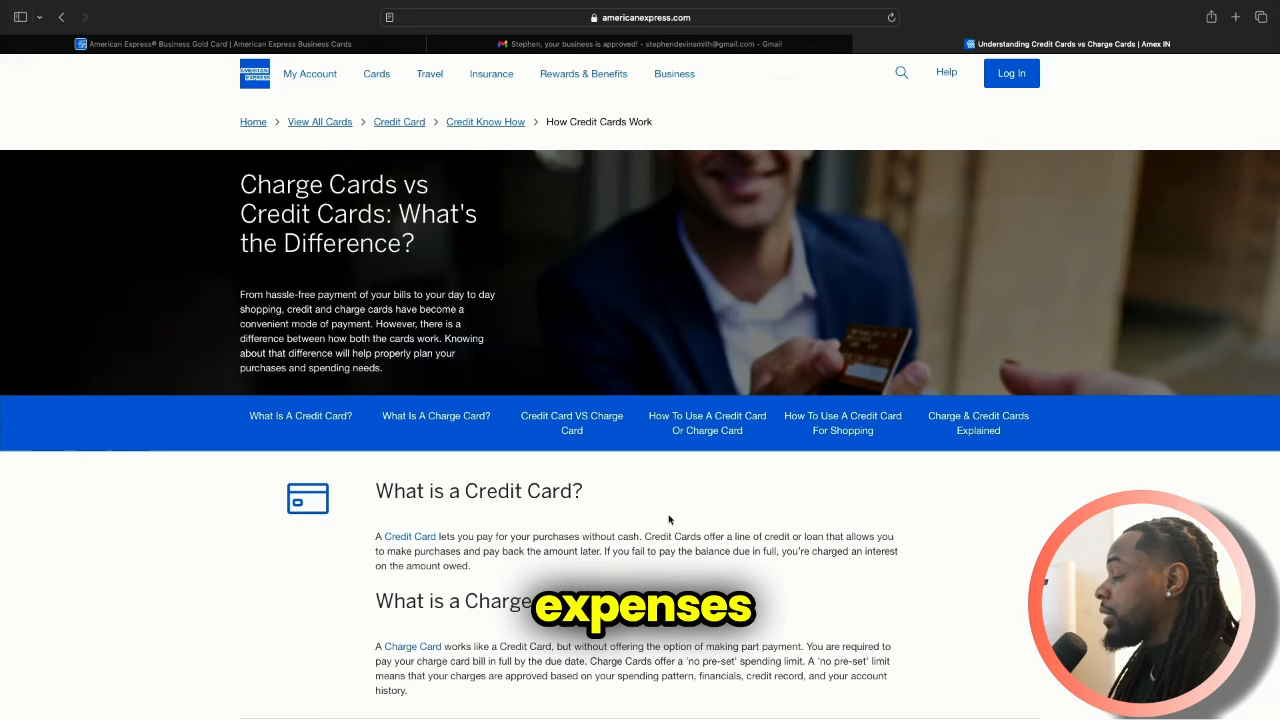 americanexpress.com
American Express® Business Gold Card | American Express Business Cards
Stephen, your business is approved! - stephendevinsmith@gmail.com - Gmail
Understanding Credit Cards vs Charge Cards | Amex IN
AMERICAN
EXPRESS
My Account
Cards
Travel
Insurance
Rewards & Benefits
Business
Help
Log In
Home
View All Cards
Credit Card
Credit Know How
How Credit Cards Work
Charge Cards vs
Credit Cards: What's
the Difference?
From hassle-free payment of your bills to your day to day
shopping, credit and charge cards have become a
convenient mode of payment. However, there is a
difference between how both the cards work. Knowing
about that difference will help properly plan your
purchases and spending needs.
What Is A Credit Card?
What Is A Charge Card?
Credit Card VS Charge
Card
How To Use A Credit Card
Or Charge Card
How To Use A Credit Card
For Shopping
Charge & Credit Cards
Explained
What is a Credit Card?
A Credit Card lets you pay for your purchases without cash. Credit Cards offer a line of credit or loan that allows you
to make purchases and pay back the amount later. If you fail to pay the balance due in full, you're charged an interest
on the amount owed.
What is a Charge
expenses
A Charge Card works like a Credit Card, but without offering the option of making part payment. You are required to
pay your charge card bill in full by the due date. Charge Cards offer a 'no pre-set' spending limit. A 'no pre-set' limit
means that your charges are approved based on your spending pattern, financials, credit record, and your account
history.